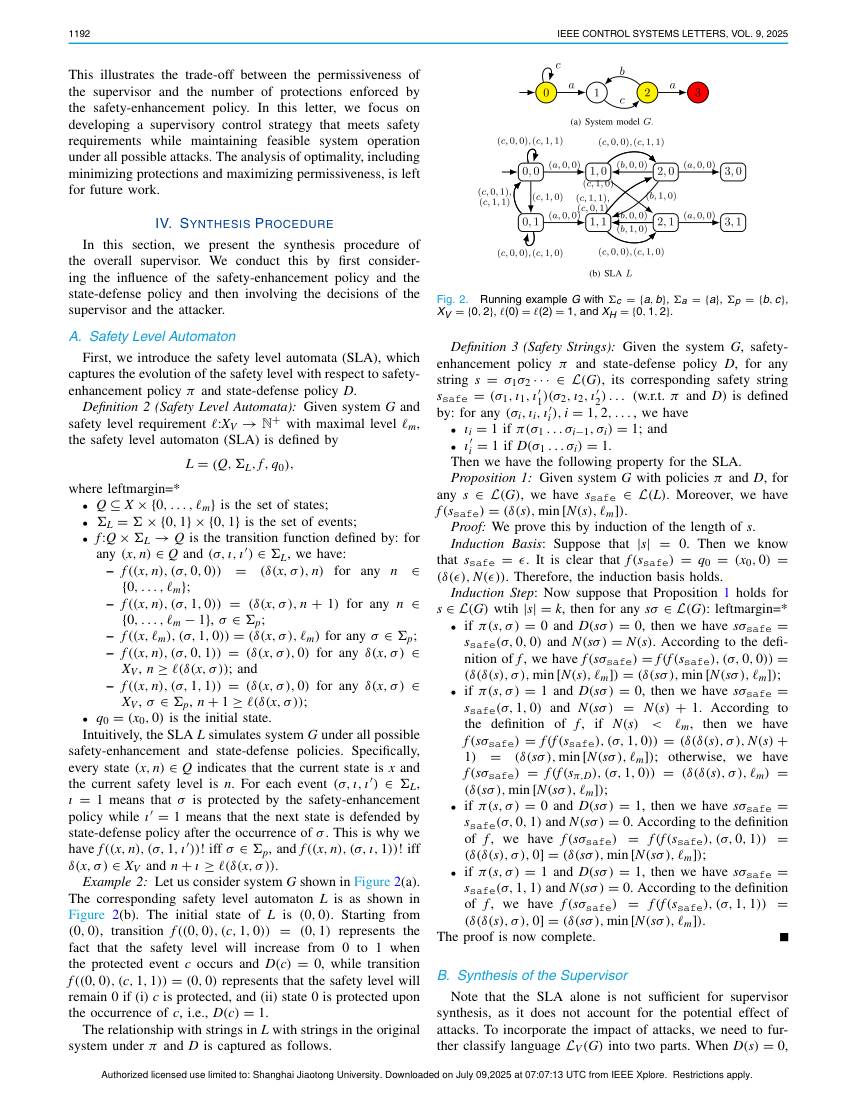 1192
IEEE CONTROL SYSTEMS LETTERS, VOL. 9, 2025
This illustrates the trade-off between the permissiveness of
the supervisor and the number of protections enforced by
the safety-enhancement policy. In this letter, we focus on
developing a supervisory control strategy that meets safety
requirements while maintaining feasible system operation
under all possible attacks. The analysis of optimality, including
minimizing protections and maximizing permissiveness, is left
for future work.
IV. SYNTHESIS PROCEDURE
In this section, we present the synthesis procedure of
the overall supervisor. We conduct this by first consider-
ing the influence of the safety-enhancement policy and the
state-defense policy and then involving the decisions of the
supervisor and the attacker.
A. Safety Level Automaton
First, we introduce the safety level automata (SLA), which
captures the evolution of the safety level with respect to safety-
enhancement policy π and state-defense policy D.
Definition 2 (Safety Level Automata): Given system G and
safety level requirement ℓ:X_V → ℕ⁺ with maximal level ℓ_m,
the safety level automaton (SLA) is defined by
L = (Q, Σ_L, f, q_0),
where leftmargin=*
• Q ⊆ X × {0, . . . , ℓ_m} is the set of states;
• Σ_L = Σ × {0, 1} × {0, 1} is the set of events;
• f:Q × Σ_L → Q is the transition function defined by: for
any (x, n) ∈ Q and (σ, ι, ι′) ∈ Σ_L, we have:
– f((x, n), (σ, 0, 0)) = (δ(x, σ), n) for any n ∈
{0, . . . , ℓ_m};
– f((x, n), (σ, 1, 0)) = (δ(x, σ), n + 1) for any n ∈
{0, . . . , ℓ_m − 1}, σ ∈ Σ_p;
– f((x, ℓ_m), (σ, 1, 0)) = (δ(x, σ), ℓ_m) for any σ ∈ Σ_p;
– f((x, n), (σ, 0, 1)) = (δ(x, σ), 0) for any δ(x, σ) ∈
X_V, n ≥ ℓ(δ(x, σ)); and
– f((x, n), (σ, 1, 1)) = (δ(x, σ), 0) for any δ(x, σ) ∈
X_V, σ ∈ Σ_p, n + 1 ≥ ℓ(δ(x, σ));
• q_0 = (x_0, 0) is the initial state.
Intuitively, the SLA L simulates system G under all possible
safety-enhancement and state-defense policies. Specifically,
every state (x, n) ∈ Q indicates that the current state is x and
the current safety level is n. For each event (σ, ι, ι′) ∈ Σ_L,
ι = 1 means that σ is protected by the safety-enhancement
policy while ι′ = 1 means that the next state is defended by
state-defense policy after the occurrence of σ. This is why we
have f((x, n), (σ, 1, ι′))! iff σ ∈ Σ_p, and f((x, n), (σ, ι, 1))! iff
δ(x, σ) ∈ X_V and n + ι ≥ ℓ(δ(x, σ)).
Example 2: Let us consider system G shown in Figure 2(a).
The corresponding safety level automaton L is as shown in
Figure 2(b). The initial state of L is (0, 0). Starting from
(0, 0), transition f((0, 0), (c, 1, 0)) = (0, 1) represents the
fact that the safety level will increase from 0 to 1 when
the protected event c occurs and D(c) = 0, while transition
f((0, 0), (c, 1, 1)) = (0, 0) represents that the safety level will
remain 0 if (i) c is protected, and (ii) state 0 is protected upon
the occurrence of c, i.e., D(c) = 1.
The relationship with strings in L with strings in the original
system under π and D is captured as follows.
c
b
0 a 1 c 2 a 3
(a) System model G.
(c, 0, 0), (c, 1, 1) (c, 0, 0), (c, 1, 1)
0, 0 (a, 0, 0) 1, 0 (b, 0, 0) 2, 0 (a, 0, 0) 3, 0
(c, 1, 0)
(c, 0, 1),
(c, 1, 1) (c, 1, 0) (c, 1, 1),
(c, 0, 1) (b, 1, 0)
0, 1 (a, 0, 0) 1, 1 (b, 0, 0) 2, 1 (a, 0, 0) 3, 1
(b, 1, 0)
(c, 0, 0), (c, 1, 0) (c, 0, 0), (c, 1, 0)
(b) SLA L
Fig. 2. Running example G with Σ_c = {a, b}, Σ_a = {a}, Σ_p = {b, c},
X_V = {0, 2}, ℓ(0) = ℓ(2) = 1, and X_H = {0, 1, 2}.
Definition 3 (Safety Strings): Given the system G, safety-
enhancement policy π and state-defense policy D, for any
string s = σ_1σ_2 · · · ∈ ℒ(G), its corresponding safety string
s_safe = (σ_1, ι_1, ι′_1)(σ_2, ι_2, ι′_2) . . . (w.r.t. π and D) is defined
by: for any (σ_i, ι_i, ι′_i), i = 1, 2, . . . , we have
• ι_i = 1 if π(σ_1 . . . σ_{i−1}, σ_i) = 1; and
• ι′_i = 1 if D(σ_1 . . . σ_i) = 1.
Then we have the following property for the SLA.
Proposition 1: Given system G with policies π and D, for
any s ∈ ℒ(G), we have s_safe ∈ ℒ(L). Moreover, we have
f(s_safe) = (δ(s), min [N(s), ℓ_m]).
Proof: We prove this by induction of the length of s.
Induction Basis: Suppose that |s| = 0. Then we know
that s_safe = ϵ. It is clear that f(s_safe) = q_0 = (x_0, 0) =
(δ(ϵ), N(ϵ)). Therefore, the induction basis holds.
Induction Step: Now suppose that Proposition 1 holds for
s ∈ ℒ(G) wtih |s| = k, then for any sσ ∈ ℒ(G): leftmargin=*
• if π(s, σ) = 0 and D(sσ) = 0, then we have sσ_safe =
s_safe(σ, 0, 0) and N(sσ) = N(s). According to the defi-
nition of f, we have f(sσ_safe) = f(f(s_safe), (σ, 0, 0)) =
(δ(δ(s), σ), min [N(s), ℓ_m]) = (δ(sσ), min [N(sσ), ℓ_m]);
• if π(s, σ) = 1 and D(sσ) = 0, then we have sσ_safe =
s_safe(σ, 1, 0) and N(sσ) = N(s) + 1. According to
the definition of f, if N(s) < ℓ_m, then we have
f(sσ_safe) = f(f(s_safe), (σ, 1, 0)) = (δ(δ(s), σ), N(s) +
1) = (δ(sσ), min [N(sσ), ℓ_m]); otherwise, we have
f(sσ_safe) = f(f(s_{π,D}), (σ, 1, 0)) = (δ(δ(s), σ), ℓ_m) =
(δ(sσ), min [N(sσ), ℓ_m]);
• if π(s, σ) = 0 and D(sσ) = 1, then we have sσ_safe =
s_safe(σ, 0, 1) and N(sσ) = 0. According to the definition
of f, we have f(sσ_safe) = f(f(s_safe), (σ, 0, 1)) =
(δ(δ(s), σ), 0] = (δ(sσ), min [N(sσ), ℓ_m]);
• if π(s, σ) = 1 and D(sσ) = 1, then we have sσ_safe =
s_safe(σ, 1, 1) and N(sσ) = 0. According to the definition
of f, we have f(sσ_safe) = f(f(s_safe), (σ, 1, 1)) =
(δ(δ(s), σ), 0] = (δ(sσ), min [N(sσ), ℓ_m]).
The proof is now complete. ■
B. Synthesis of the Supervisor
Note that the SLA alone is not sufficient for supervisor
synthesis, as it does not account for the potential effect of
attacks. To incorporate the impact of attacks, we need to fur-
ther classify language ℒ_V(G) into two parts. When D(s) = 0,
Authorized licensed use limited to: Shanghai Jiaotong University. Downloaded on July 09,2025 at 07:07:13 UTC from IEEE Xplore. Restrictions apply.